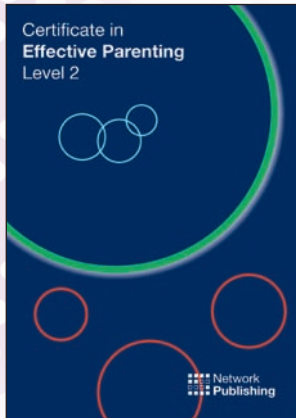 Certificate in
Effective Parenting
Level 2
Network
Publishing